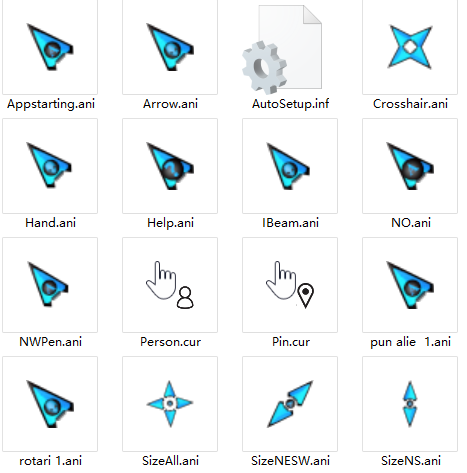 Appstarting.ani
Arrow.ani
AutoSetup.inf
Crosshair.ani
Hand.ani
Help.ani
IBeam.ani
NO.ani
NWPen.ani
Person.cur
Pin.cur
pun alie  1.ani
rotari 1.ani
SizeAll.ani
SizeNESW.ani
SizeNS.ani